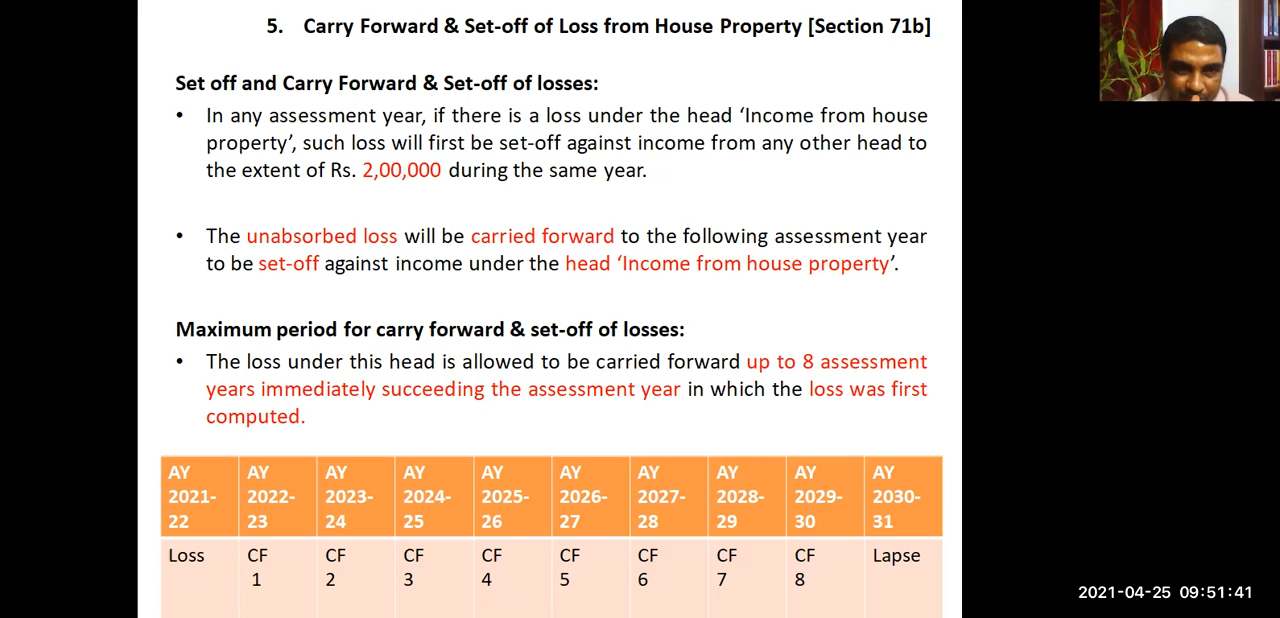 5. Carry Forward & Set-off of Loss from House Property [Section 71b]
Set off and Carry Forward & Set-off of losses:
• In any assessment year, if there is a loss under the head ‘Income from house
property’, such loss will first be set-off against income from any other head to
the extent of Rs. 2,00,000 during the same year.
• The unabsorbed loss will be carried forward to the following assessment year
to be set-off against income under the head ‘Income from house property’.
Maximum period for carry forward & set-off of losses:
• The loss under this head is allowed to be carried forward up to 8 assessment
years immediately succeeding the assessment year in which the loss was first
computed.
AY AY AY AY AY AY AY AY AY AY
2021- 2022- 2023- 2024- 2025- 2026- 2027- 2028- 2029- 2030-
22 23 24 25 26 27 28 29 30 31
Loss CF CF CF CF CF CF CF CF Lapse
1 2 3 4 5 6 7 8
2021-04-25 09:51:41